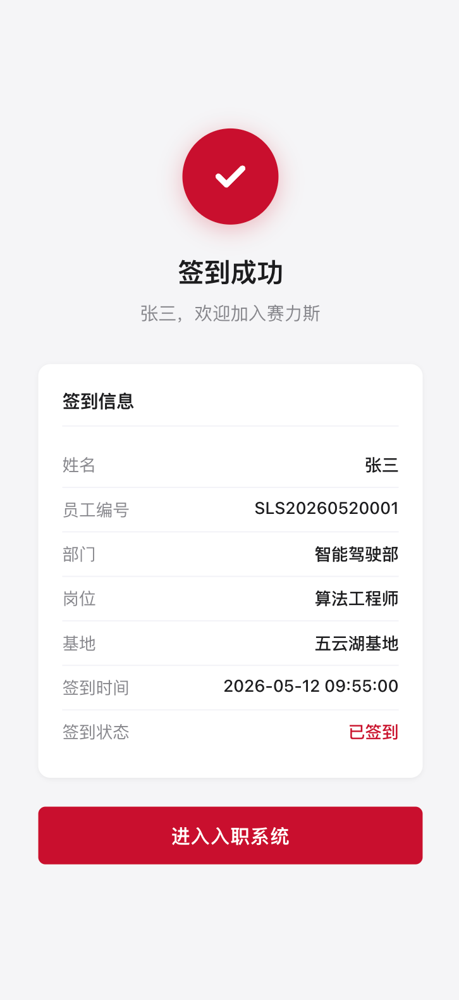 签到成功
张三，欢迎加入赛力斯
签到信息
姓名 张三
员工编号 SLS20260520001
部门 智能驾驶部
岗位 算法工程师
基地 五云湖基地
签到时间 2026-05-12 09:55:00
签到状态 已签到
进入入职系统